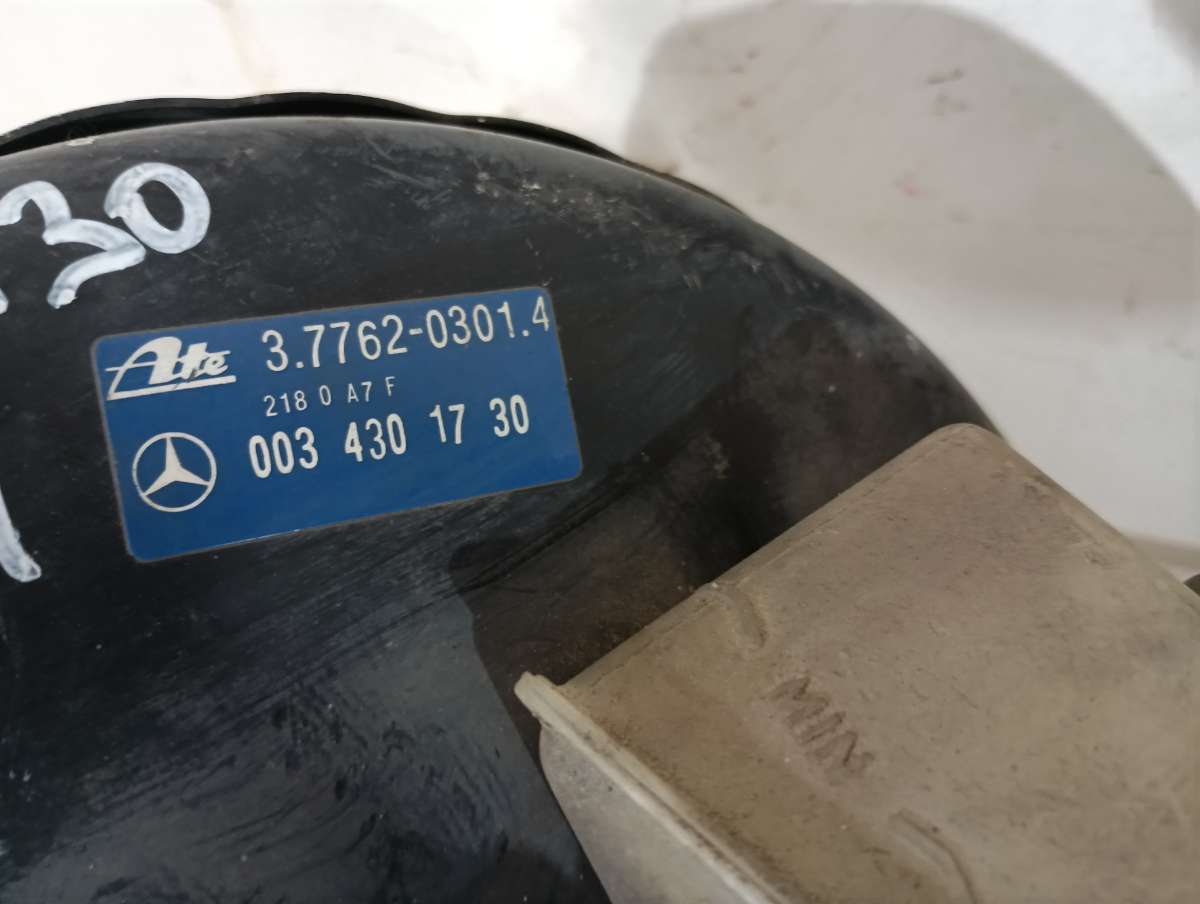 30
Ate 3.7762-0301.4
218 0 A7 F
003 430 17 30
MIN